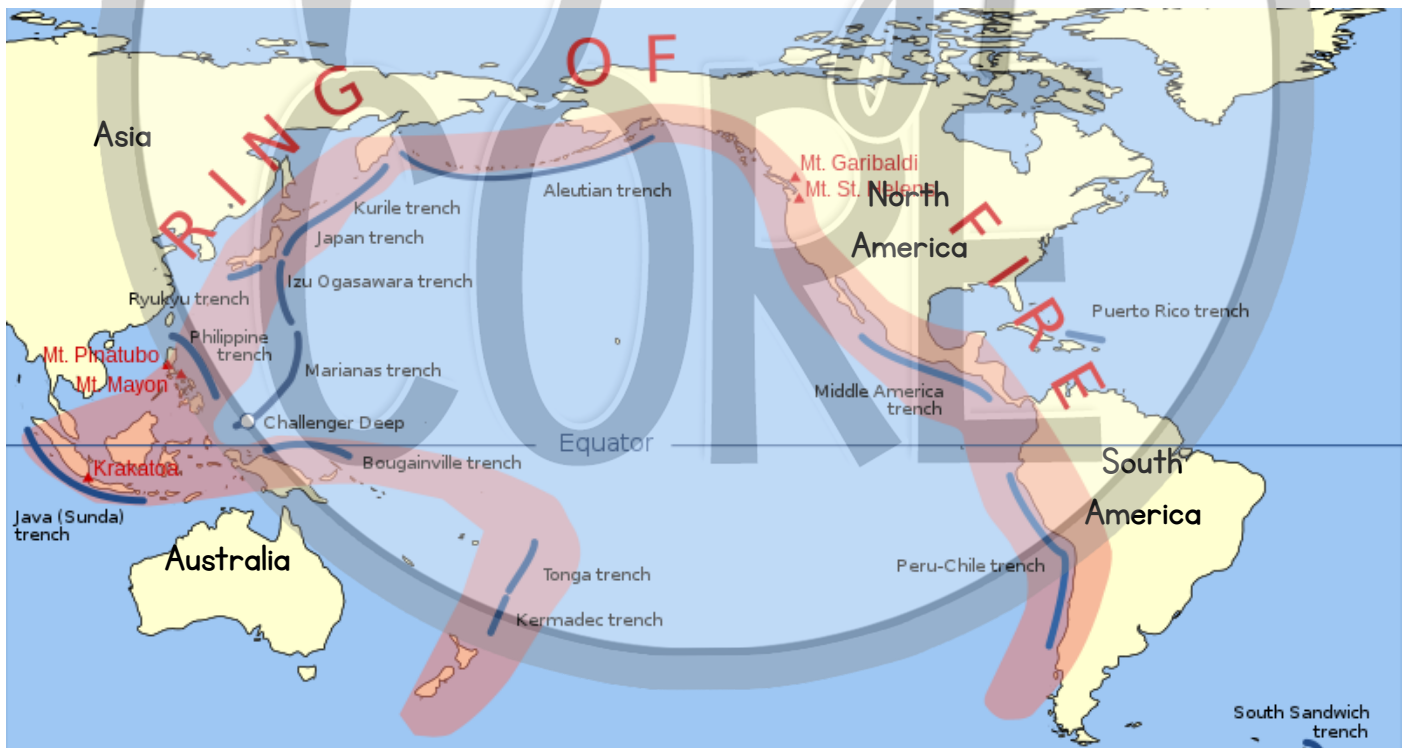 RING OF FIRE
Asia
Mt. Garibaldi
Mt. St. Helens
North
America
Aleutian trench
Kurile trench
Japan trench
Izu Ogasawara trench
Ryukyu trench
Philippine
trench
Mt. Pinatubo
Mt. Mayon
Marianas trench
Challenger Deep
Puerto Rico trench
Middle America
trench
Equator
Bougainville trench
Krakatoa
South
America
Java (Sunda)
trench
Australia
Tonga trench
Kermadec trench
Peru-Chile trench
South Sandwich
trench
CORE